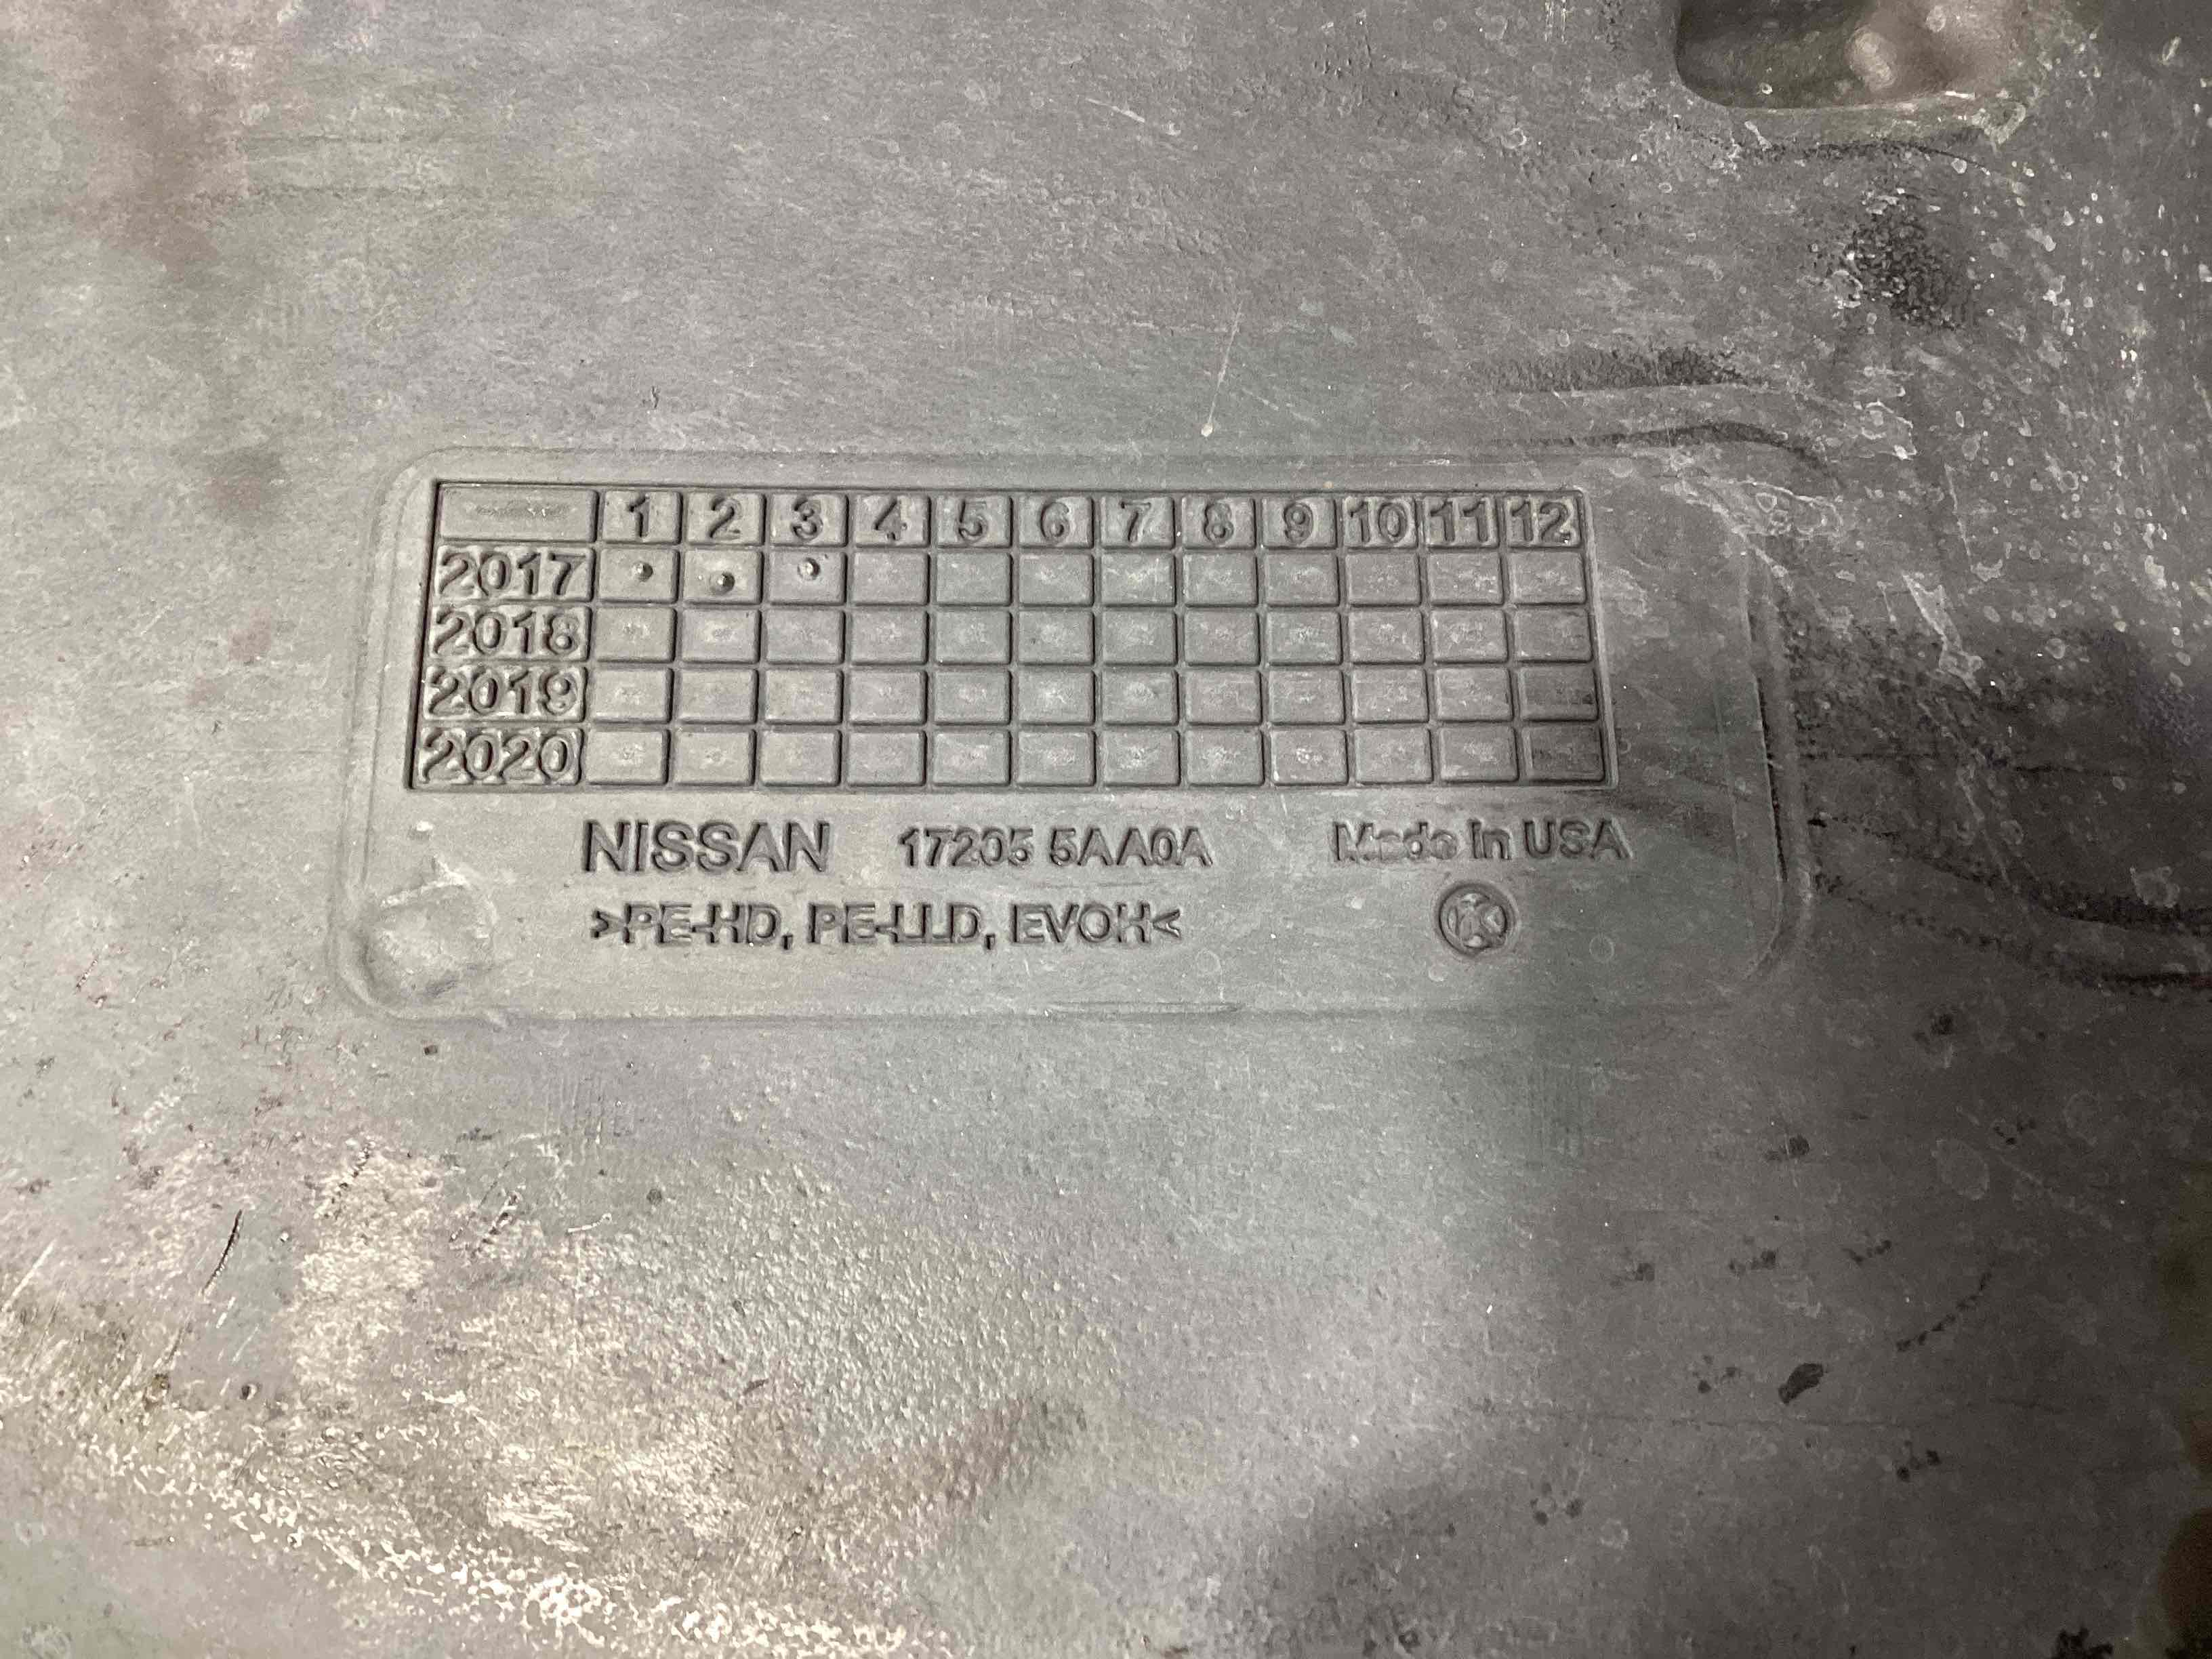 1 2 3 4 5 6 7 8 9 10 11 12
2017
2018
2019
2020
NISSAN 17205 5AA0A Made in USA
>PE-HD, PE-LLD, EVOH<
K